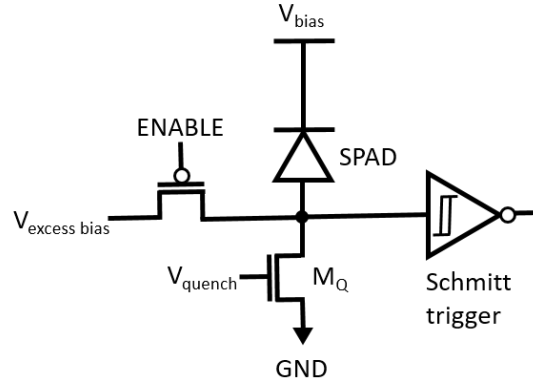 V_bias
ENABLE
SPAD
V_excess bias
V_quench
M_Q
Schmitt
trigger
GND